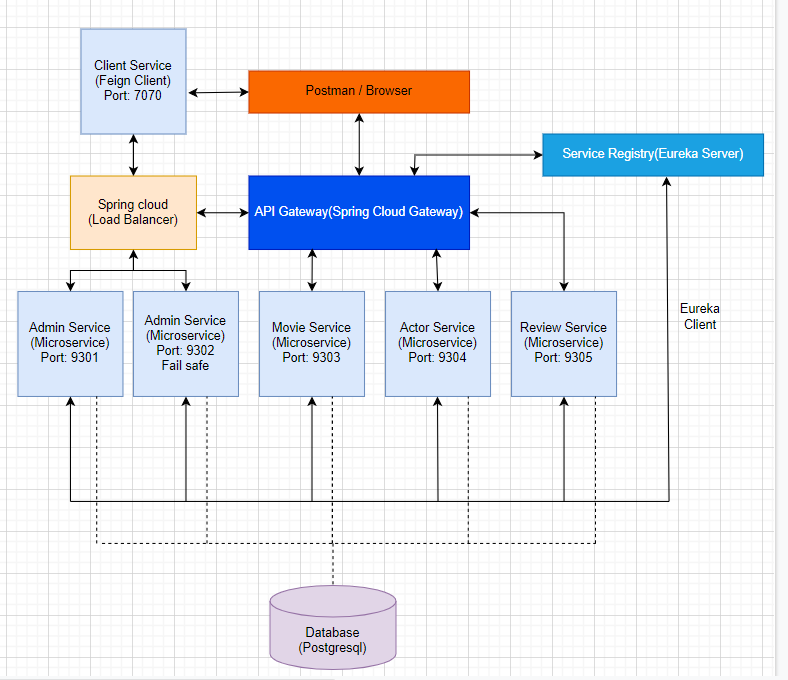 Client Service
(Feign Client)
Port: 7070
Postman / Browser
Service Registry(Eureka Server)
Spring cloud
(Load Balancer)
API Gateway(Spring Cloud Gateway)
Admin Service
(Microservice)
Port: 9301
Admin Service
(Microservice)
Port: 9302
Fail safe
Movie Service
(Microservice)
Port: 9303
Actor Service
(Microservice)
Port: 9304
Review Service
(Microservice)
Port: 9305
Eureka
Client
Database
(Postgresql)